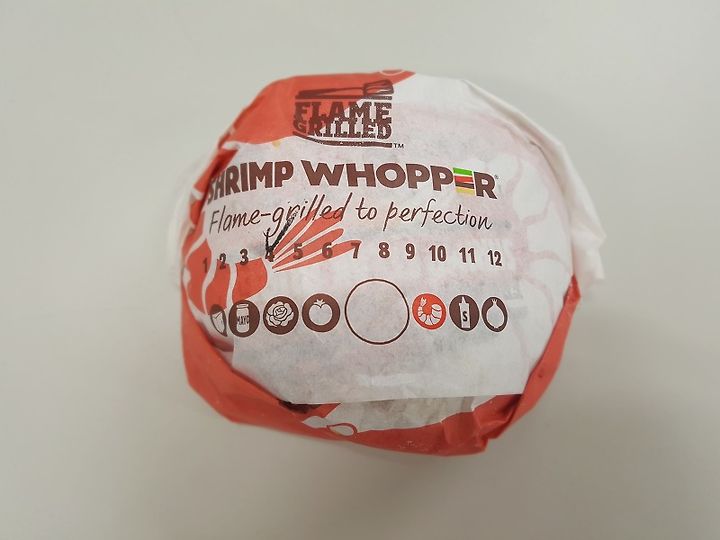 FLAME
GRILLED
TM
SHRIMP WHOPPER®
Flame-grilled to perfection
1 2 3 4 5 6 7 8 9 10 11 12
MAYO S